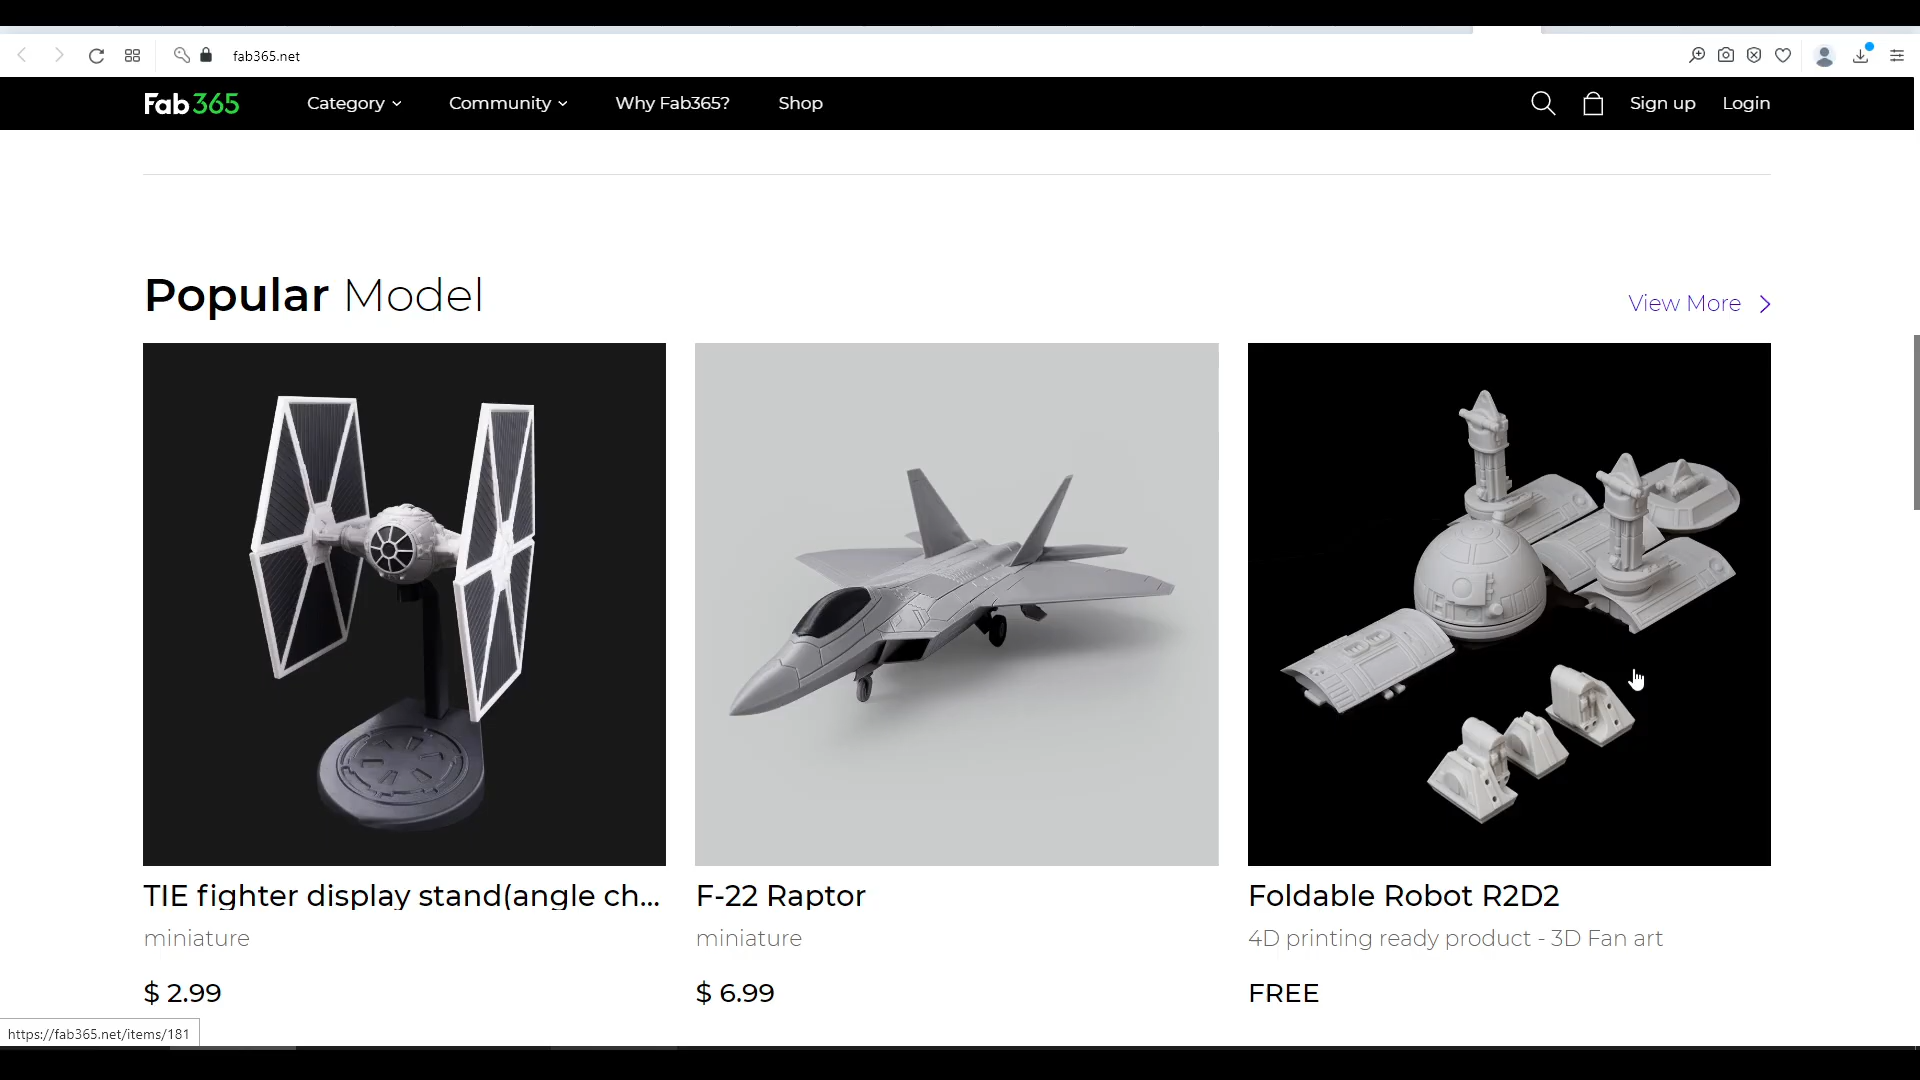 fab365.net
Fab365
Category
Community
Why Fab365?
Shop
Sign up
Login
Popular Model
View More
TIE fighter display stand(angle ch...
miniature
$ 2.99
F-22 Raptor
miniature
$ 6.99
Foldable Robot R2D2
4D printing ready product - 3D Fan art
FREE
https://fab365.net/items/181